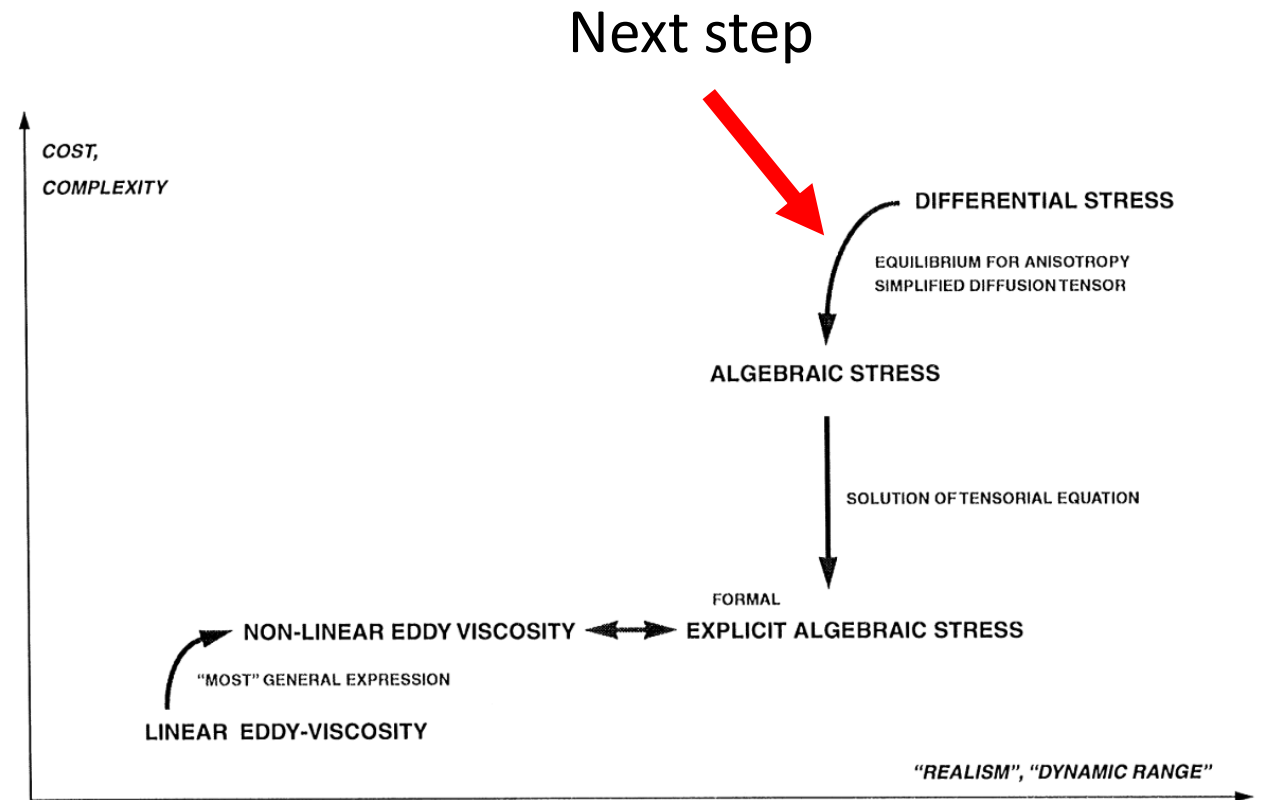 Next step
COST,
COMPLEXITY
DIFFERENTIAL STRESS
EQUILIBRIUM FOR ANISOTROPY
SIMPLIFIED DIFFUSION TENSOR
ALGEBRAIC STRESS
SOLUTION OF TENSORIAL EQUATION
FORMAL
NON-LINEAR EDDY VISCOSITY
EXPLICIT ALGEBRAIC STRESS
“MOST” GENERAL EXPRESSION
LINEAR EDDY-VISCOSITY
“REALISM”, “DYNAMIC RANGE”